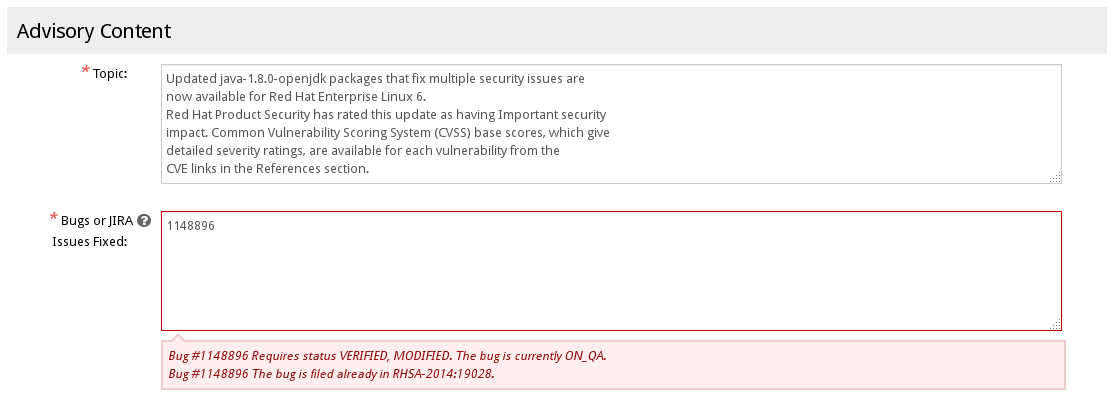 Advisory Content
* Topic:
Updated java-1.8.0-openjdk packages that fix multiple security issues are
now available for Red Hat Enterprise Linux 6.
Red Hat Product Security has rated this update as having Important security
impact. Common Vulnerability Scoring System (CVSS) base scores, which give
detailed severity ratings, are available for each vulnerability from the
CVE links in the References section.
* Bugs or JIRA ?
Issues Fixed:
1148896
Bug #1148896 Requires status VERIFIED, MODIFIED. The bug is currently ON_QA.
Bug #1148896 The bug is filed already in RHSA-2014:19028.